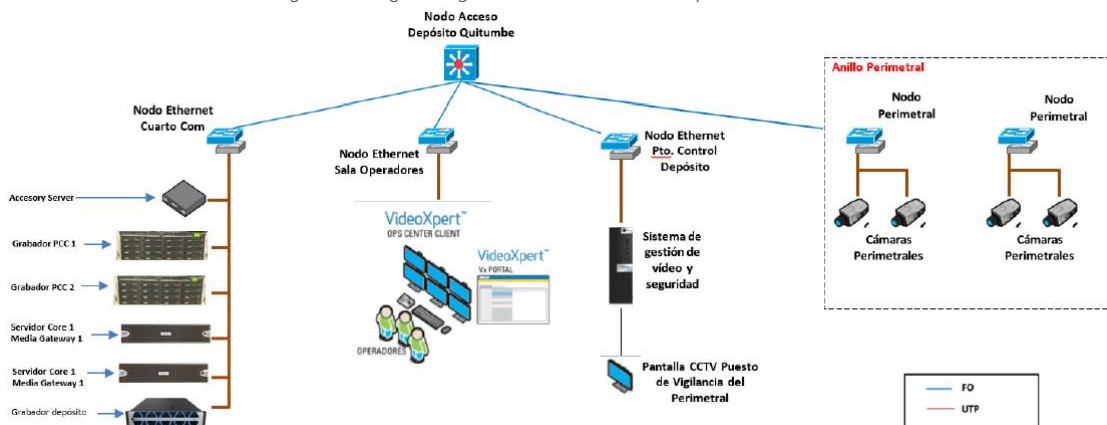 Nodo Acceso
Depósito Quitumbe
Anillo Perimetral
Nodo
Perimetral
Nodo
Perimetral
Nodo Ethernet
Cuarto Com
Nodo Ethernet
Sala Operadores
Nodo Ethernet
Pto. Control
Depósito
Accesory Server
Grabador PCC 1
Grabador PCC 2
Servidor Core 1
Media Gateway 1
Servidor Core 1
Media Gateway 1
Grabador depósito
VideoXpert™
OPS CENTER CLIENT
VideoXpert™
Vx PORTAL
OPERADORES
Sistema de
gestión de
vídeo y
seguridad
Pantalla CCTV Puesto
de Vigilancia del
Perimetral
Cámaras
Perimetrales
Cámaras
Perimetrales
FO
UTP